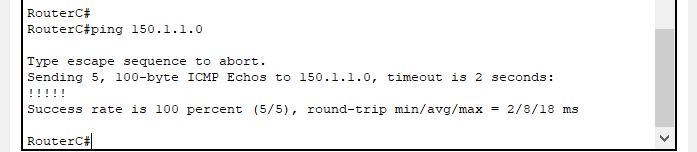 RouterC#
RouterC#ping 150.1.1.0
Type escape sequence to abort.
Sending 5, 100-byte ICMP Echos to 150.1.1.0, timeout is 2 seconds:
!!!!!
Success rate is 100 percent (5/5), round-trip min/avg/max = 2/8/18 ms
RouterC#